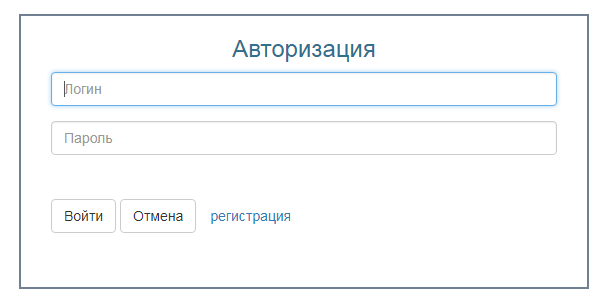 Авторизация
Логин
Пароль
Войти Отмена регистрация